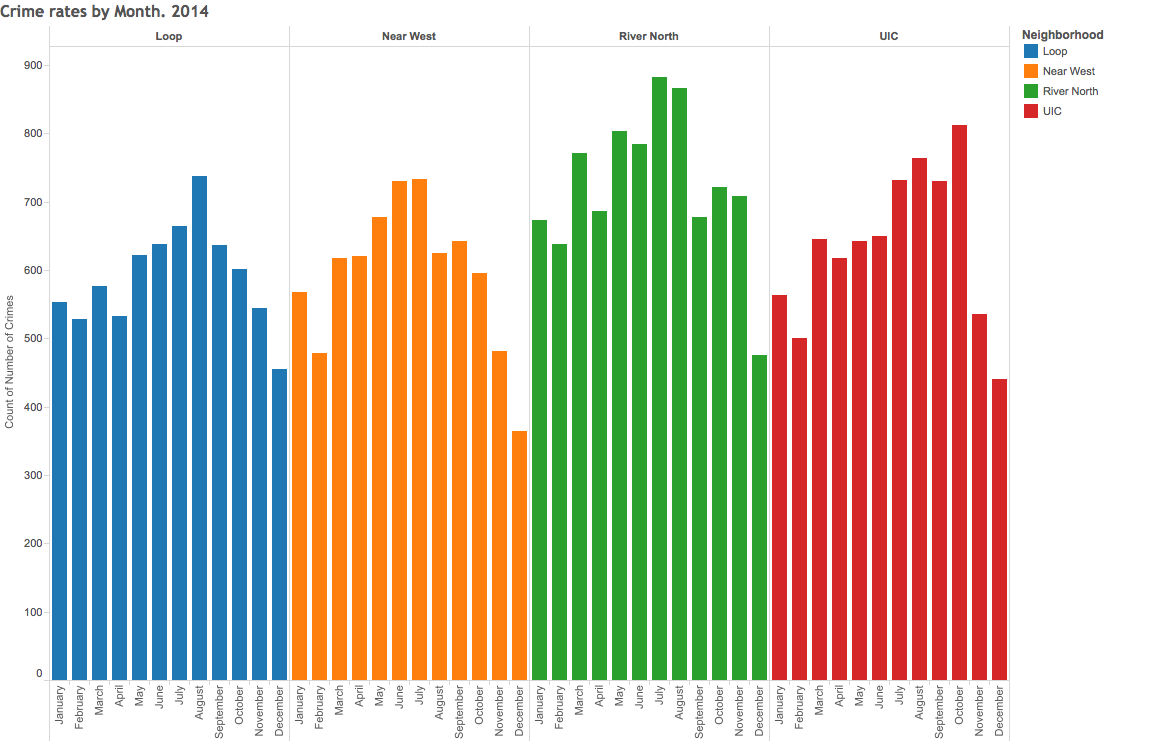 Crime rates by Month. 2014
Loop Near West River North UIC
Neighborhood
Loop
Near West
River North
UIC
Count of Number of Crimes
900
800
700
600
500
400
300
200
100
0
January February March April May June July August September October November December January February March April May June July August September October November December January February March April May June July August September October November December January February March April May June July August September October November December